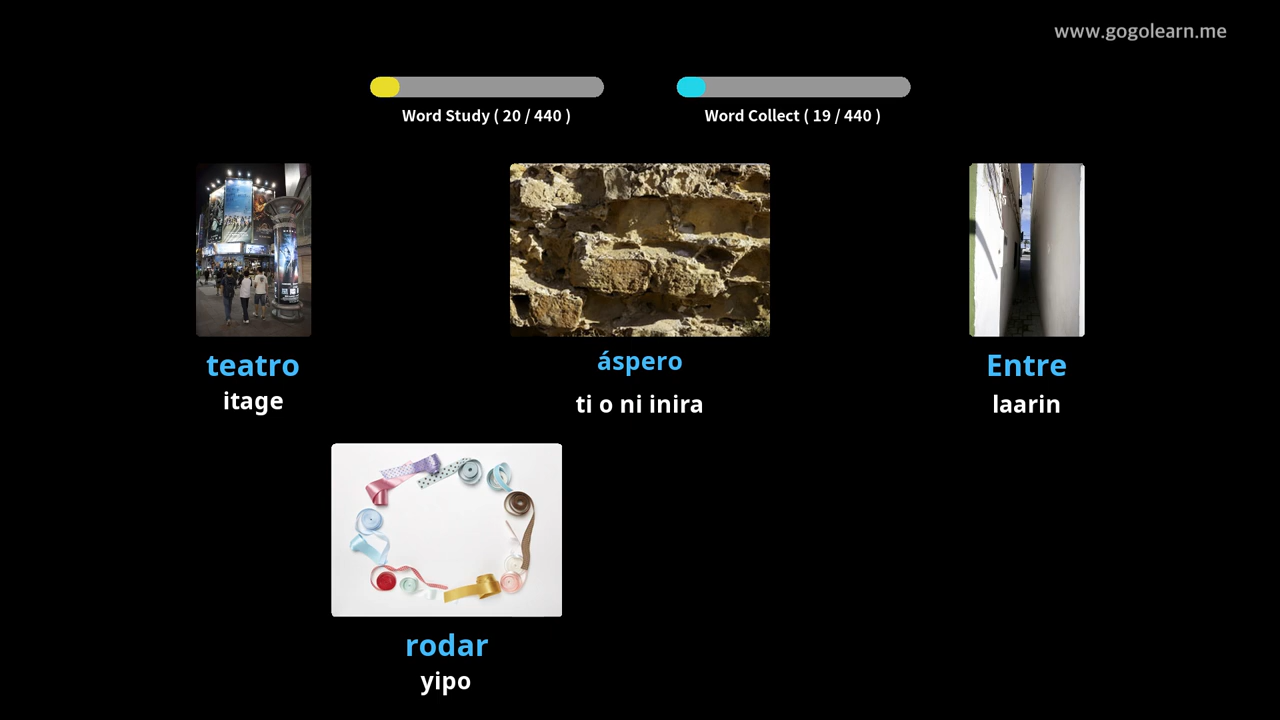 www.gogolearn.me
Word Study ( 20 / 440 )
Word Collect ( 19 / 440 )
teatro
itage
áspero
ti o ni inira
Entre
laarin
rodar
yipo